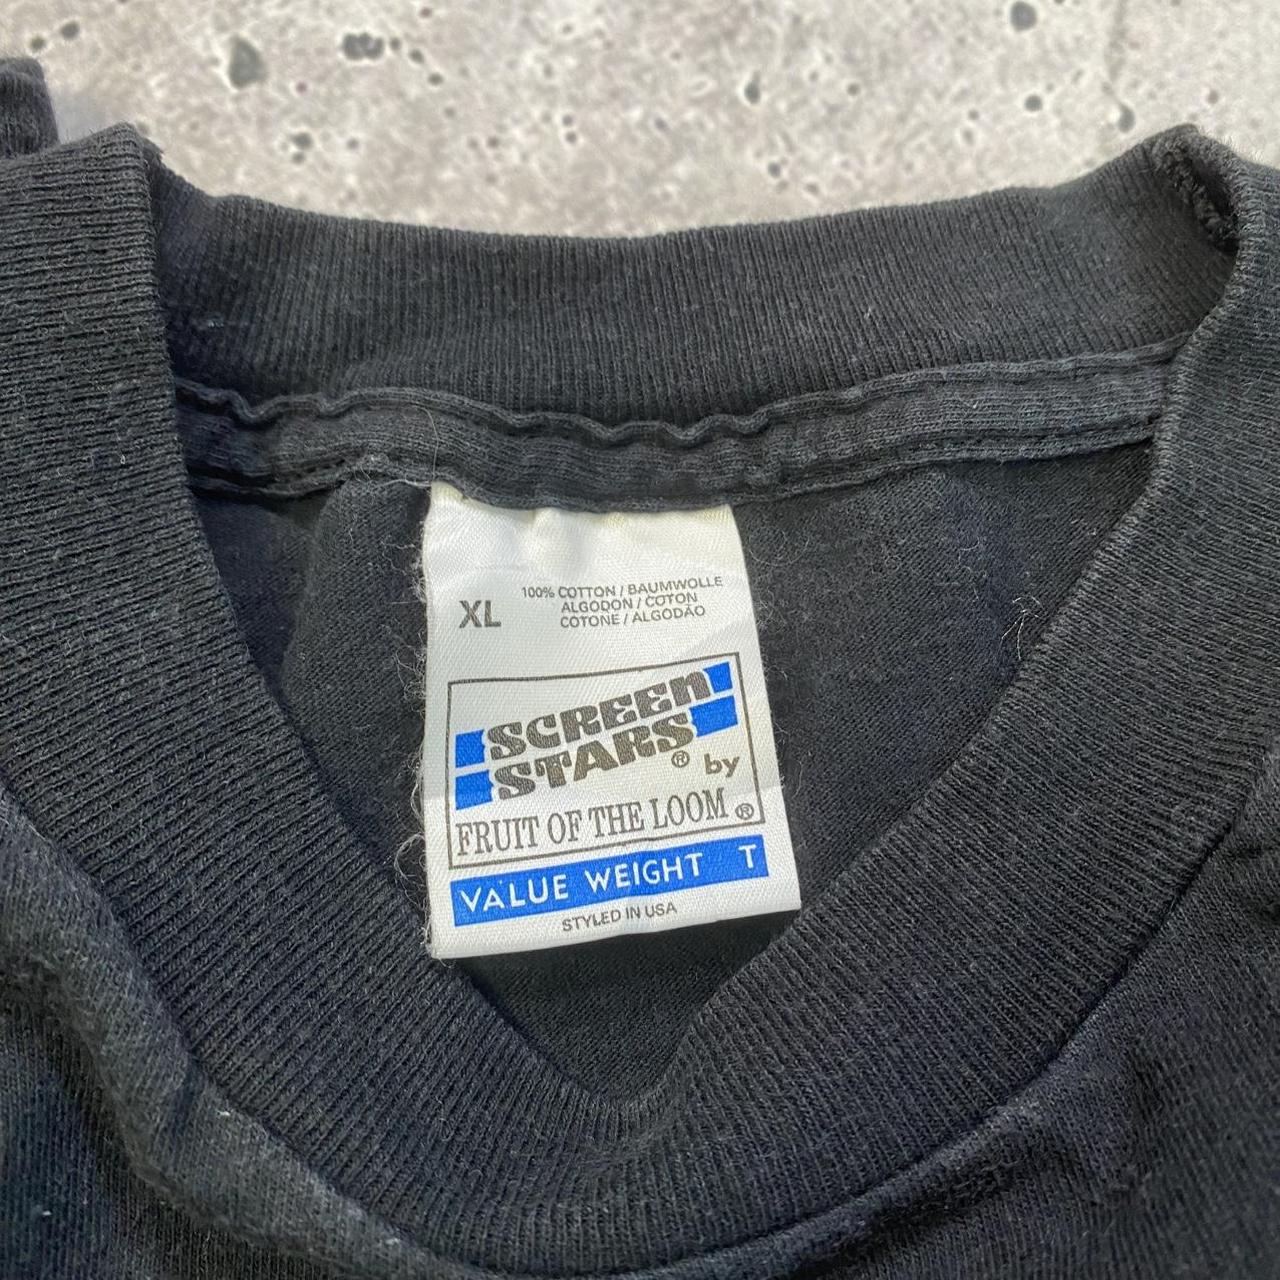 XL
100% COTTON / BAUMWOLLE
ALGODON / COTON
COTONE / ALGODÃO
SCREEN
STARS ® by
FRUIT OF THE LOOM ®
VALUE WEIGHT T
STYLED IN USA